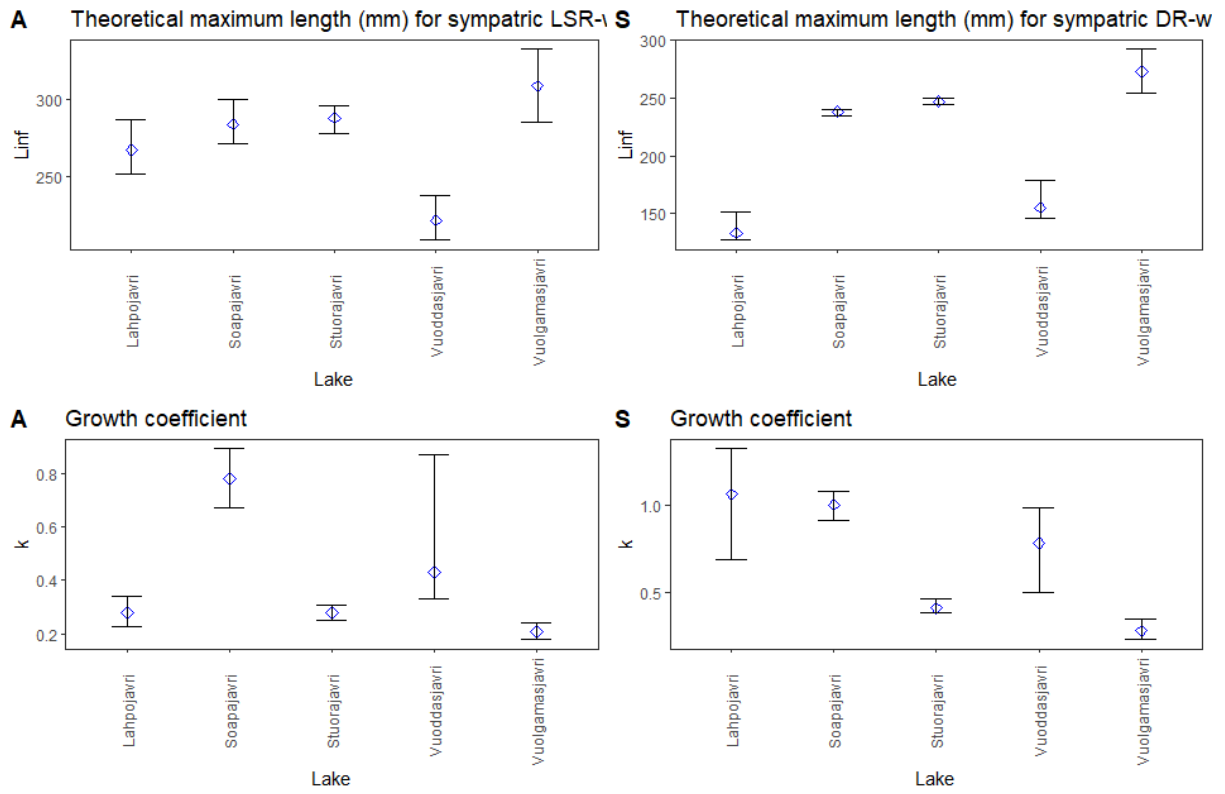 A Theoretical maximum length (mm) for sympatric LSR-w
Linf
300
250
Lahpojavri
Soapajavri
Stuorajavri
Vuoddasjavri
Vuolgamasjavri
Lake
S Theoretical maximum length (mm) for sympatric DR-w
Linf
300
250
200
150
Lahpojavri
Soapajavri
Stuorajavri
Vuoddasjavri
Vuolgamasjavri
Lake
A Growth coefficient
k
0.8
0.6
0.4
0.2
Lahpojavri
Soapajavri
Stuorajavri
Vuoddasjavri
Vuolgamasjavri
Lake
S Growth coefficient
k
1.0
0.5
Lahpojavri
Soapajavri
Stuorajavri
Vuoddasjavri
Vuolgamasjavri
Lake